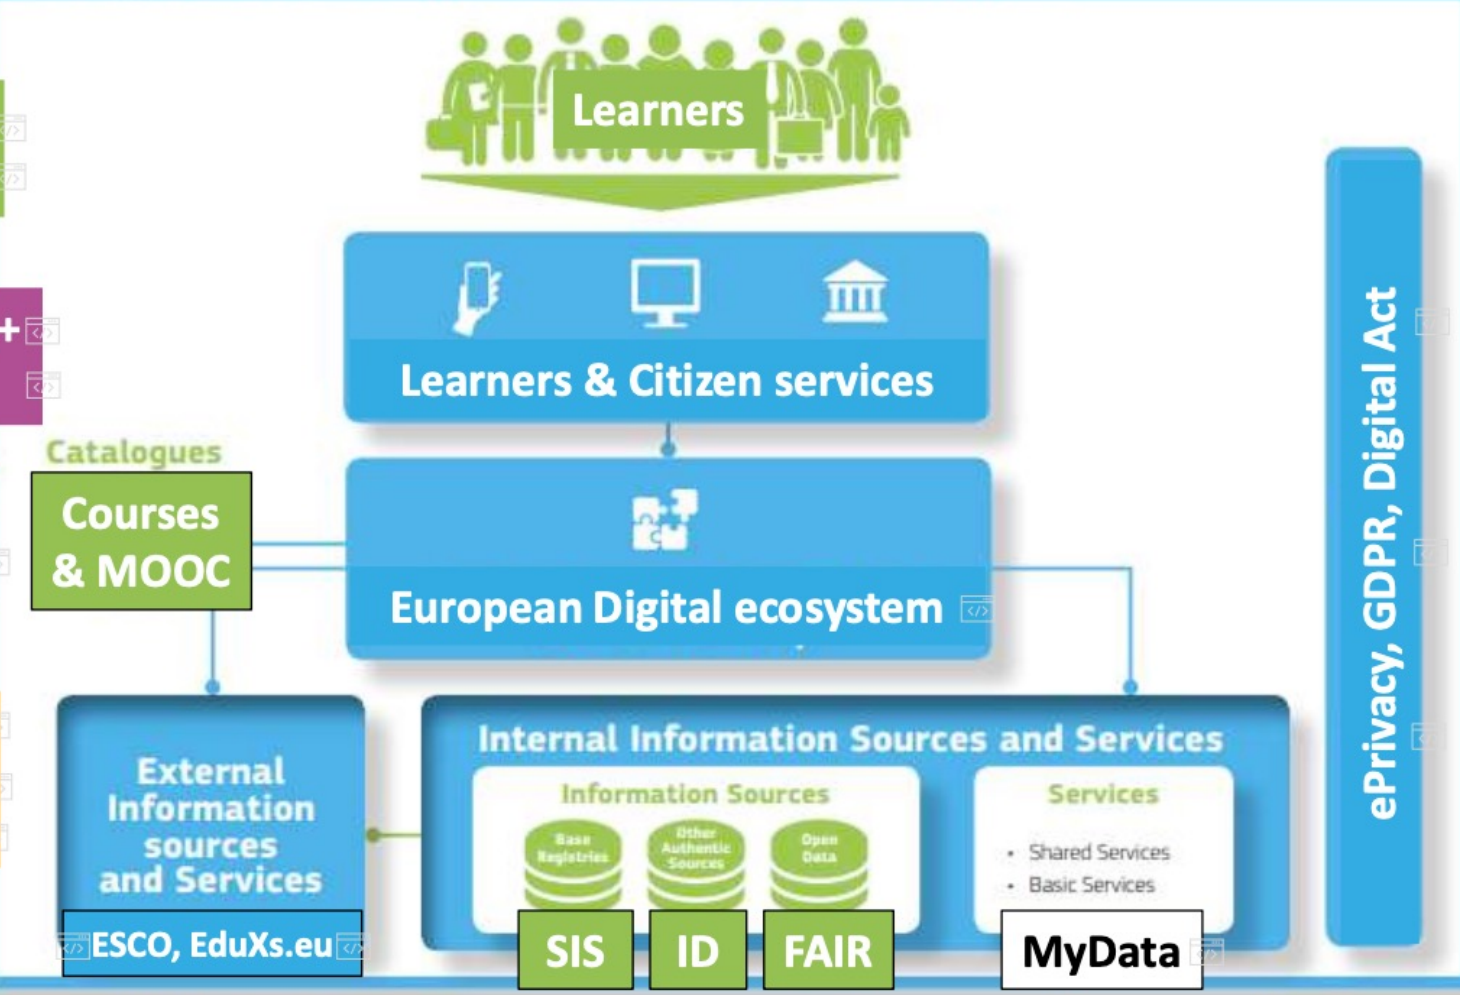 Learners
Learners & Citizen services
Catalogues
Courses
& MOOC
European Digital ecosystem
External
Information
sources
and Services
ESCO, EduXs.eu
Internal Information Sources and Services
Information Sources
Base
Registries
Other
Authentic
Sources
Open
Data
SIS
ID
FAIR
Services
• Shared Services
• Basic Services
MyData
ePrivacy, GDPR, Digital Act
+